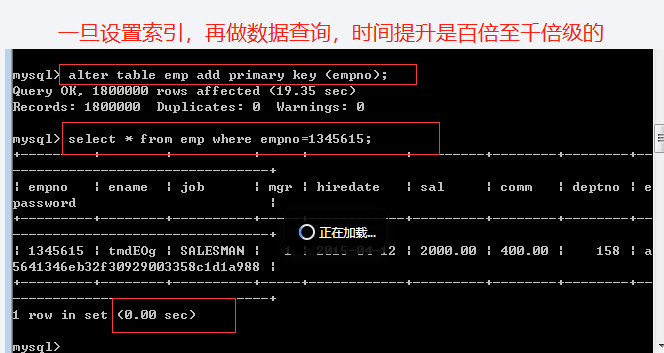 一旦设置索引，再做数据查询，时间提升是百倍至千倍级的
mysql> alter table emp add primary key (empno);
Query OK, 1800000 rows affected (19.35 sec)
Records: 1800000  Duplicates: 0  Warnings: 0
mysql> select * from emp where empno=1345615;
| empno | ename | job | mgr | hiredate | sal | comm | deptno | e
password |
正在加载...
| 1345615 | tmdEOg | SALESMAN | 1 | 2015-04-12 | 2000.00 | 400.00 | 158 | a
5641346eb32f30929003358c1d1a988 |
1 row in set (0.00 sec)
mysql>